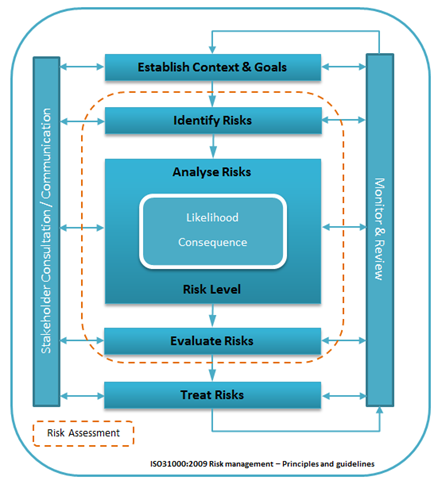 Establish Context & Goals
Identify Risks
Analyse Risks
Likelihood
Consequence
Risk Level
Evaluate Risks
Treat Risks
Stakeholder Consultation / Communication
Monitor & Review
Risk Assessment
ISO31000:2009 Risk management – Principles and guidelines